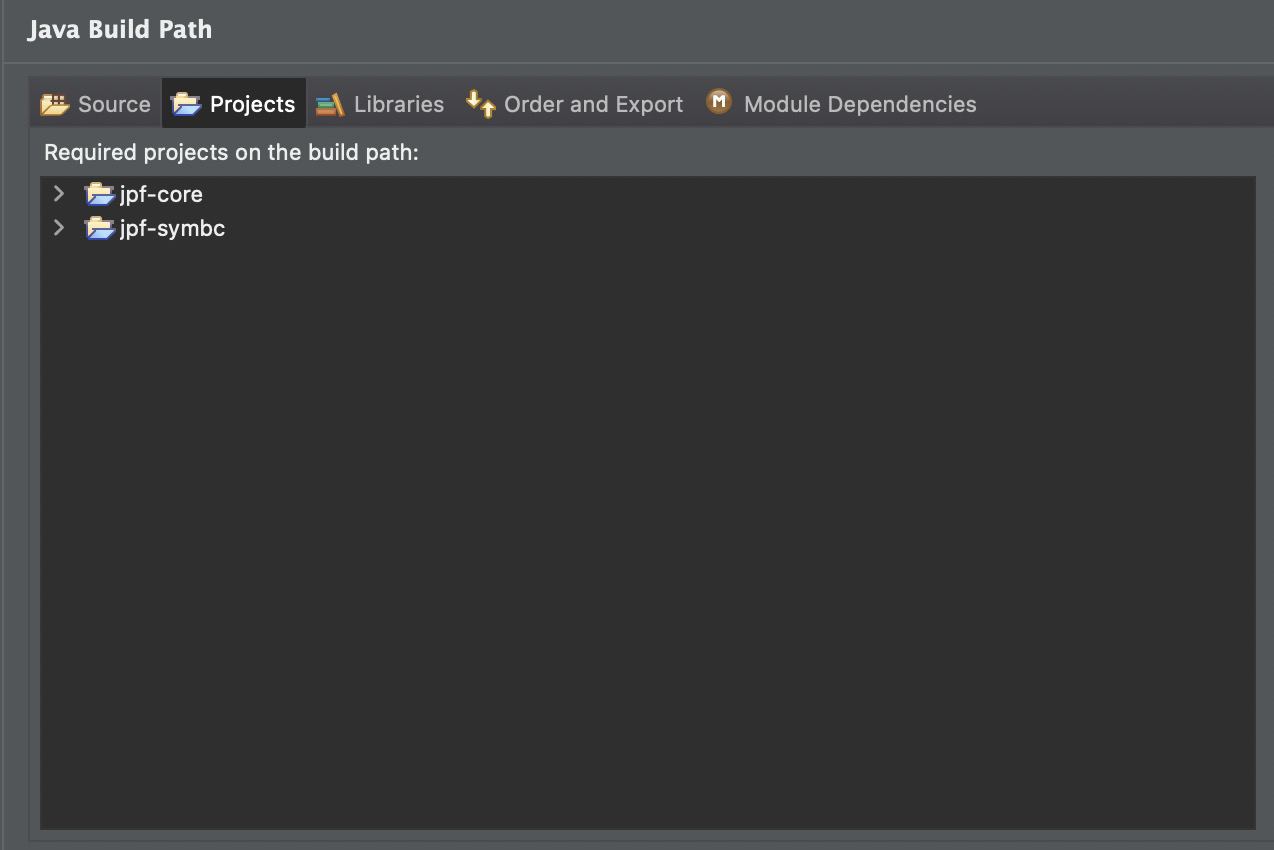 Java Build Path
Source Projects Libraries Order and Export M Module Dependencies
Required projects on the build path:
jpf-core
jpf-symbc